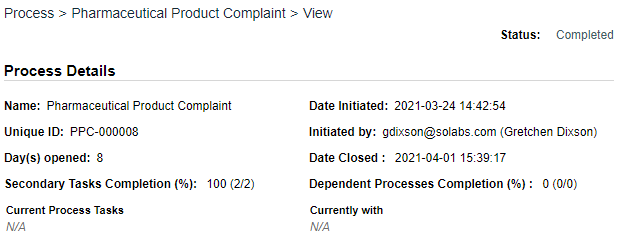 Process > Pharmaceutical Product Complaint > View
Status: Completed
Process Details
Name: Pharmaceutical Product Complaint Date Initiated: 2021-03-24 14:42:54
Unique ID: PPC-000008 Initiated by: gdixson@solabs.com (Gretchen Dixson)
Day(s) opened: 8 Date Closed : 2021-04-01 15:39:17
Secondary Tasks Completion (%): 100 (2/2) Dependent Processes Completion (%) : 0 (0/0)
Current Process Tasks Currently with
N/A N/A